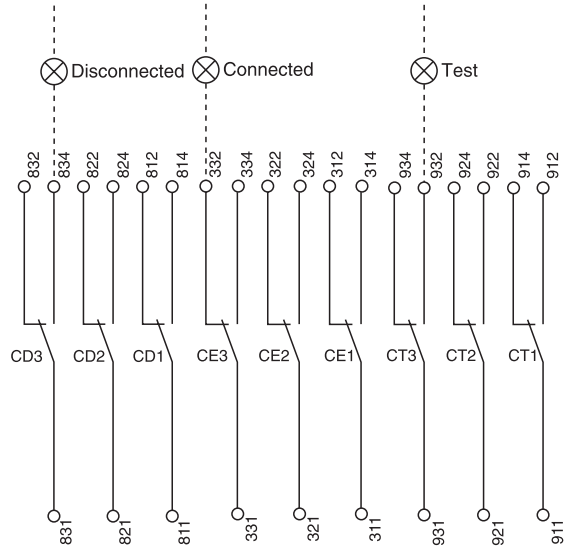 Disconnected Connected Test
832 834 822 824 812 814 332 334 322 324 312 314 934 932 924 922 914 912
CD3 CD2 CD1 CE3 CE2 CE1 CT3 CT2 CT1
831 821 811 331 321 311 931 921 911